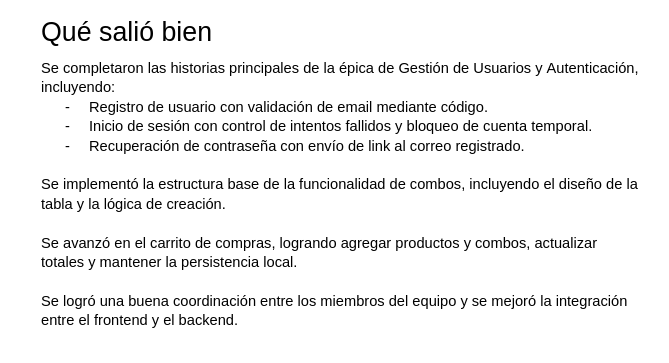 Qué salió bien
Se completaron las historias principales de la épica de Gestión de Usuarios y Autenticación,
incluyendo:
- Registro de usuario con validación de email mediante código.
- Inicio de sesión con control de intentos fallidos y bloqueo de cuenta temporal.
- Recuperación de contraseña con envío de link al correo registrado.
Se implementó la estructura base de la funcionalidad de combos, incluyendo el diseño de la
tabla y la lógica de creación.
Se avanzó en el carrito de compras, logrando agregar productos y combos, actualizar
totales y mantener la persistencia local.
Se logró una buena coordinación entre los miembros del equipo y se mejoró la integración
entre el frontend y el backend.